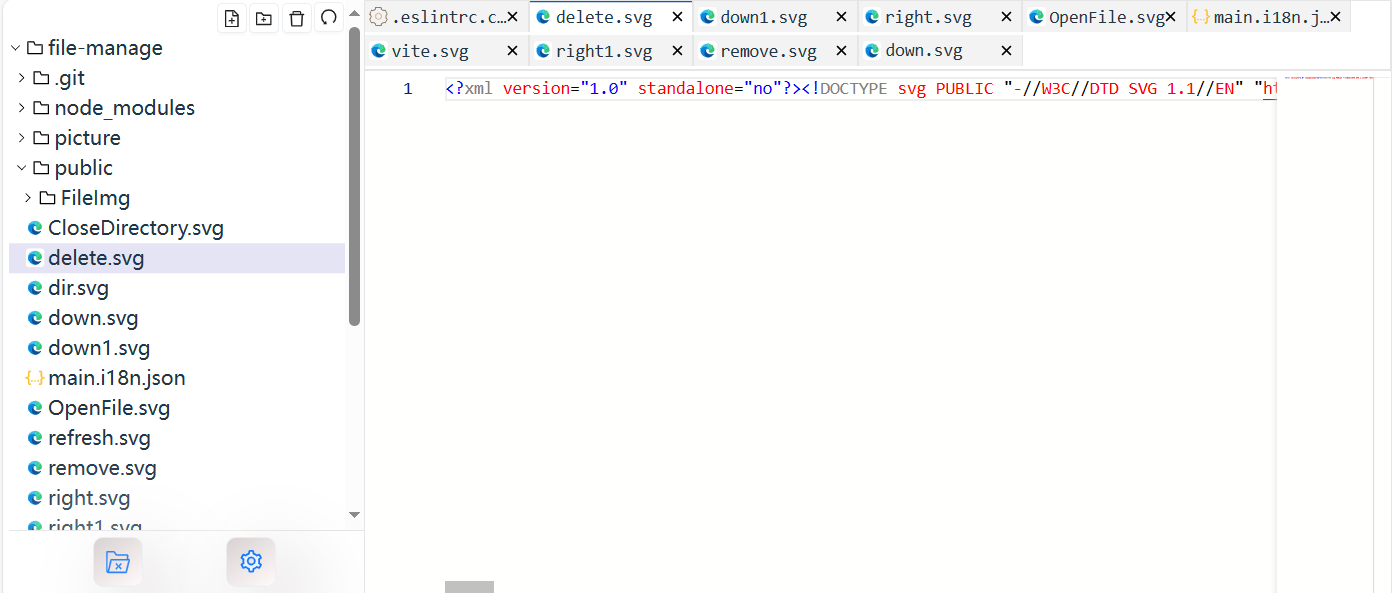 .eslintrc.c...
delete.svg
down1.svg
right.svg
OpenFile.svg
main.i18n.j...
vite.svg
right1.svg
remove.svg
down.svg
file-manage
.git
node_modules
picture
public
FileImg
CloseDirectory.svg
delete.svg
dir.svg
down.svg
down1.svg
{..} main.i18n.json
OpenFile.svg
refresh.svg
remove.svg
right.svg
right1.svg
1 <?xml version="1.0" standalone="no"?><!DOCTYPE svg PUBLIC "-//W3C//DTD SVG 1.1//EN" "ht